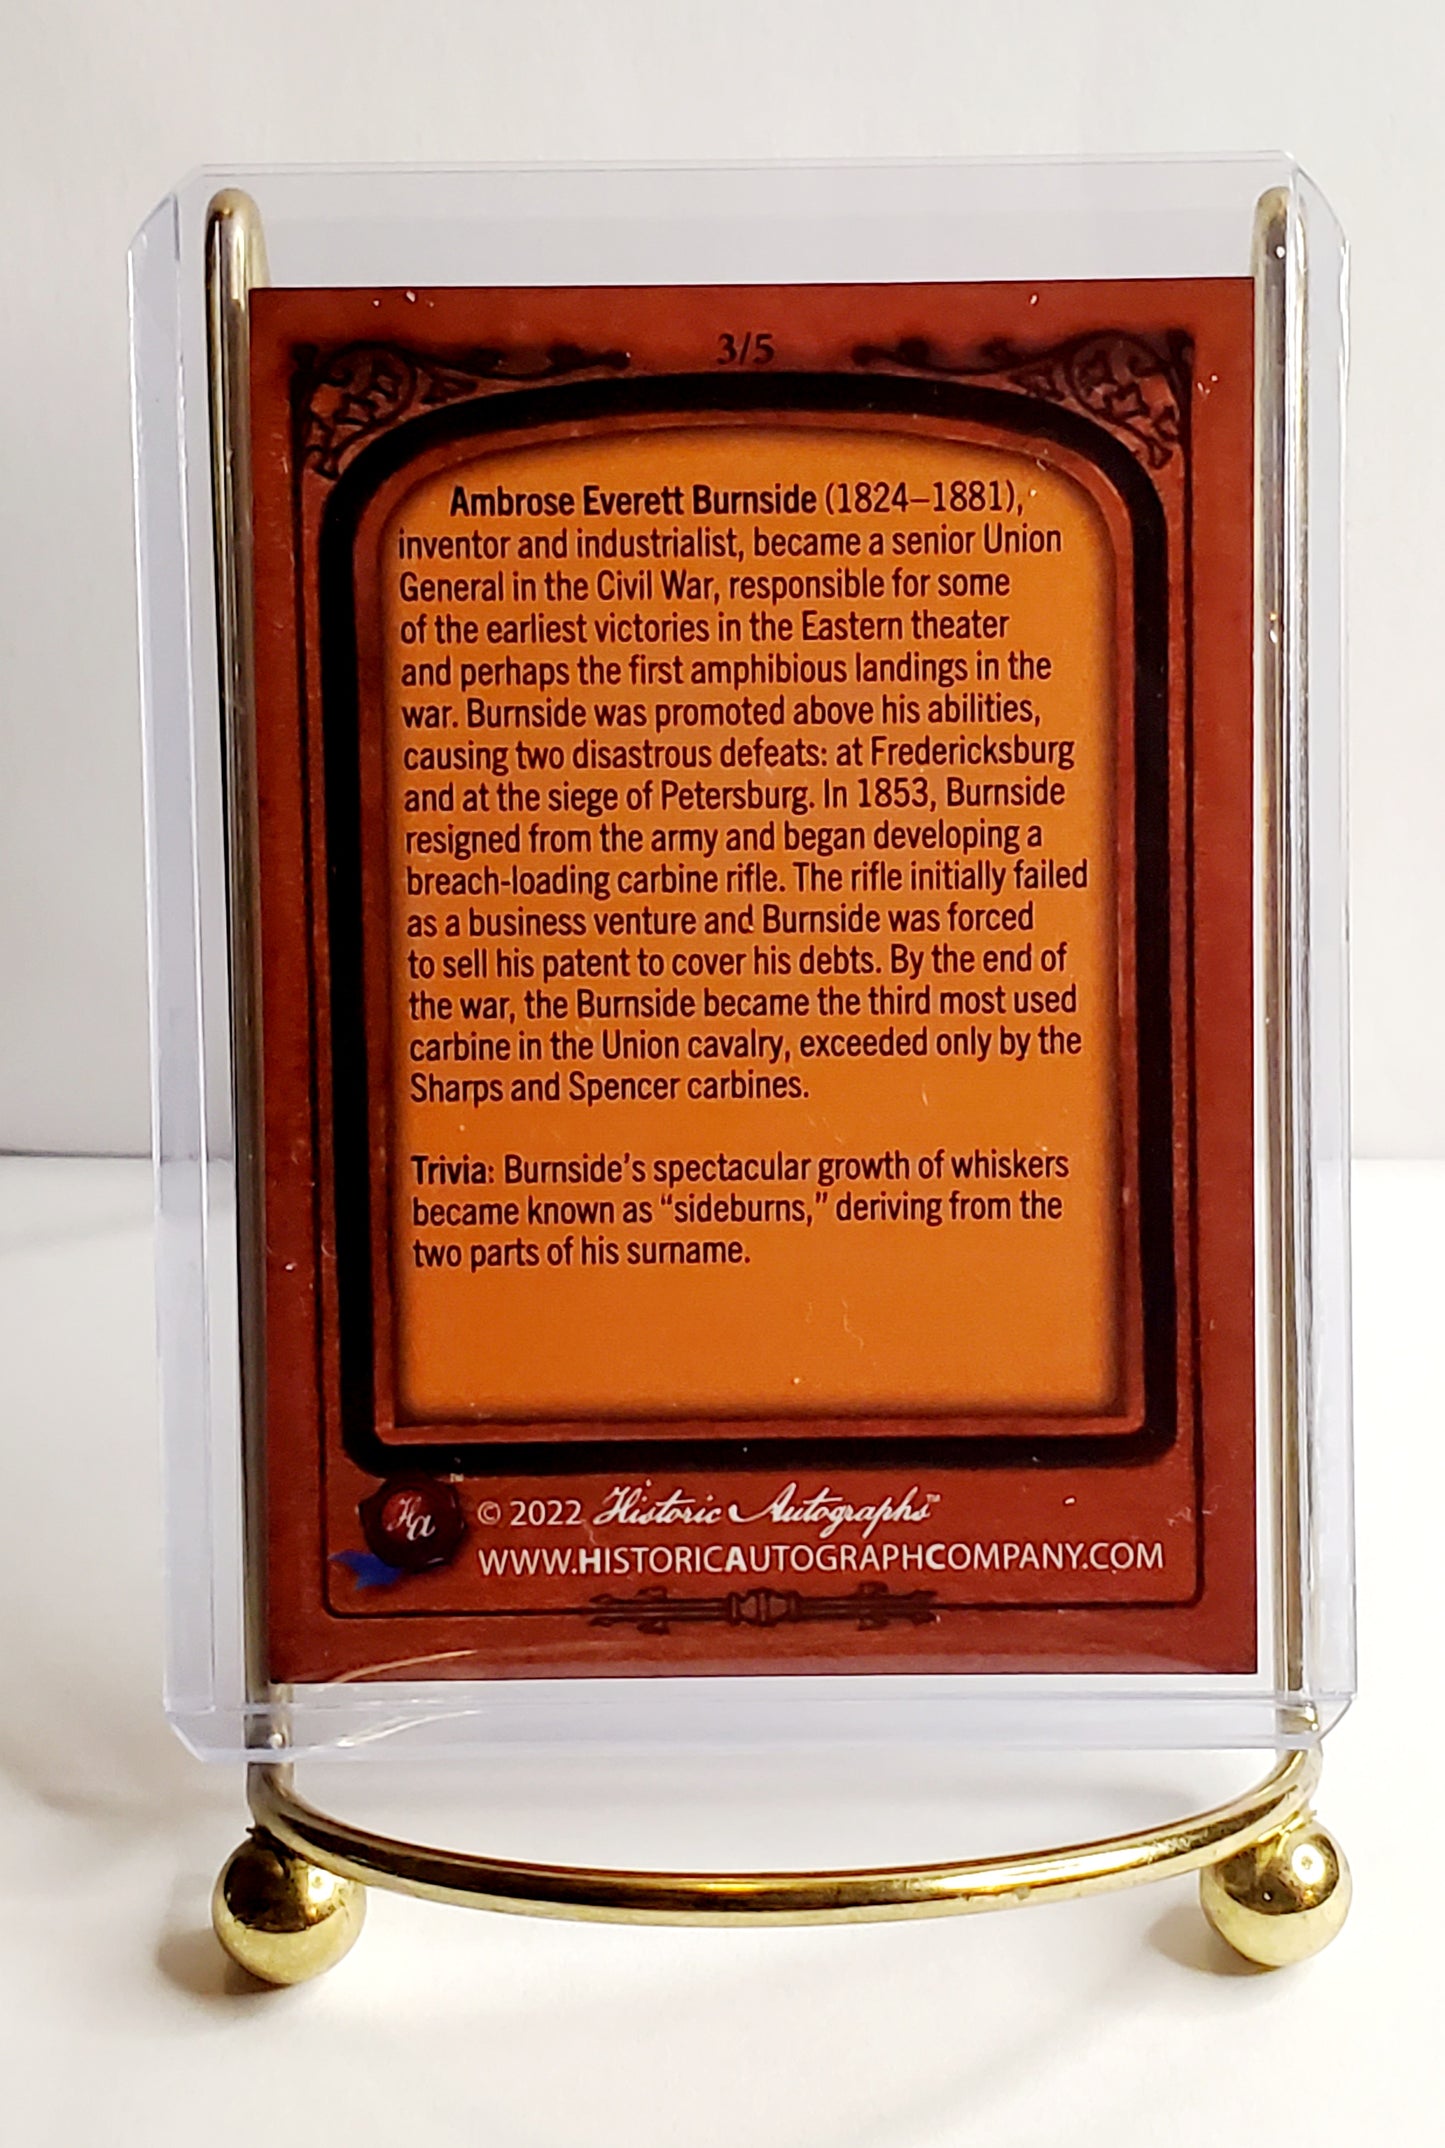 3/5
Ambrose Everett Burnside (1824–1881),
inventor and industrialist, became a senior Union
General in the Civil War, responsible for some
of the earliest victories in the Eastern theater
and perhaps the first amphibious landings in the
war. Burnside was promoted above his abilities,
causing two disastrous defeats: at Fredericksburg
and at the siege of Petersburg. In 1853, Burnside
resigned from the army and began developing a
breach-loading carbine rifle. The rifle initially failed
as a business venture and Burnside was forced
to sell his patent to cover his debts. By the end of
the war, the Burnside became the third most used
carbine in the Union cavalry, exceeded only by the
Sharps and Spencer carbines.
Trivia: Burnside's spectacular growth of whiskers
became known as “sideburns,” deriving from the
two parts of his surname.
Ha ™
© 2022 Historic Autographs™
WWW.HISTORICAUTOGRAPHCOMPANY.COM